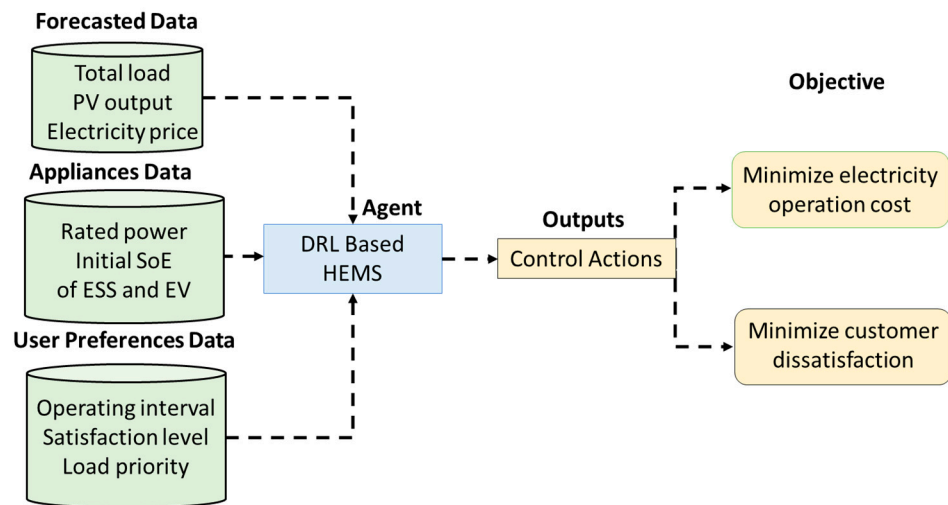 Forecasted Data
Total load
PV output
Electricity price
Appliances Data
Rated power
Initial SoE
of ESS and EV
User Preferences Data
Operating interval
Satisfaction level
Load priority
Agent
DRL Based
HEMS
Outputs
Control Actions
Objective
Minimize electricity
operation cost
Minimize customer
dissatisfaction